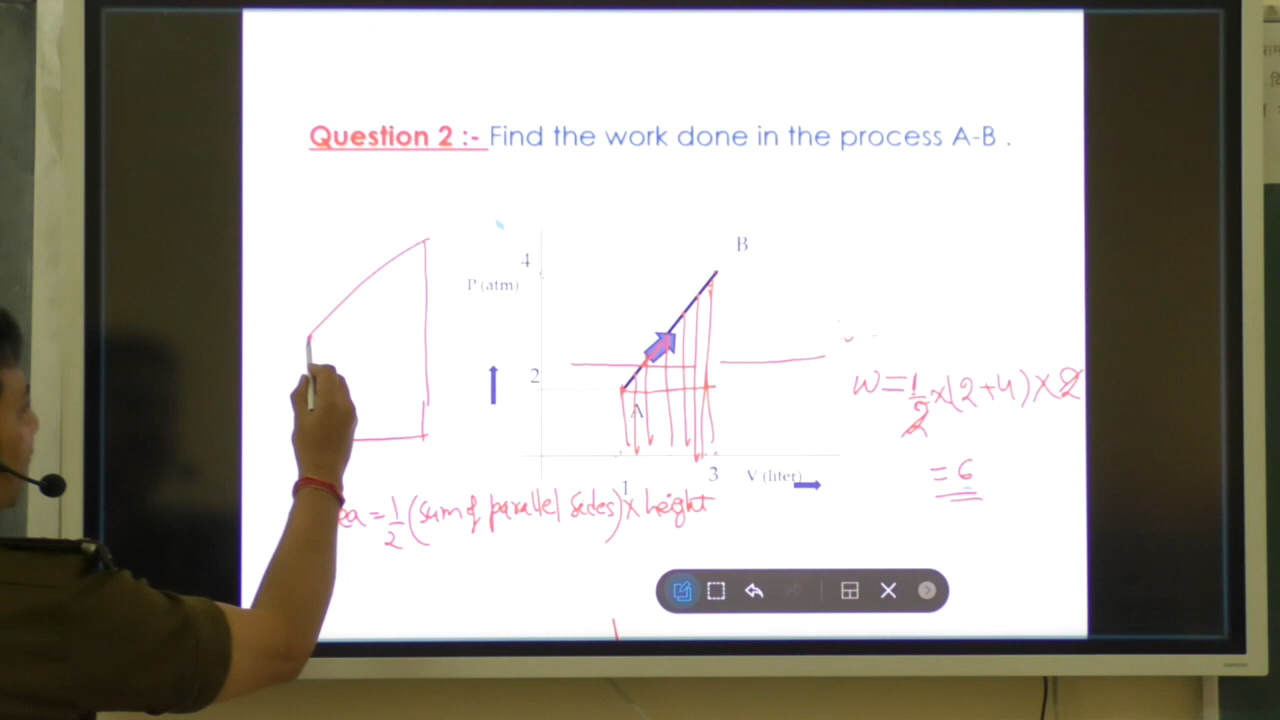 Question 2 :- Find the work done in the process A-B .
B
4
P (atm)
2
A
w = 1/2 × (2+4) × 2
= 6
1
3
V (liter)
= 1/2 (sum of parallel sides) × height